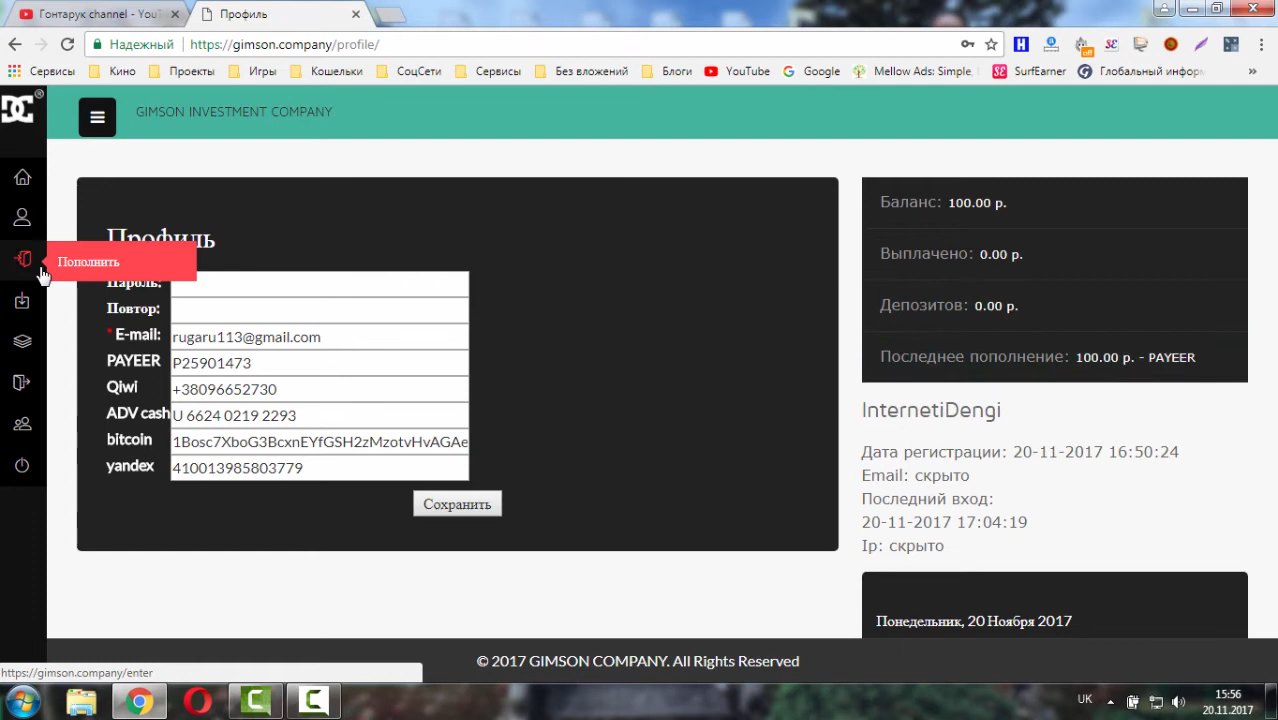 Гонтарук channel - YouT
Профиль
Надежный
https://gimson.company/profile/
Сервисы
Кино
Проекты
Игры
Кошельки
СоцСети
Сервисы
Без вложений
Блоги
YouTube
Google
Mellow Ads: Simple,
SurfEarner
Глобальный инфор
GIMSON INVESTMENT COMPANY
Профиль
Пополнить
Пароль:
Повтор:
* E-mail: rugaru113@gmail.com
PAYEER P25901473
Qiwi +38096652730
ADV cash U 6624 0219 2293
bitcoin 1Bosc7XboG3BcxnEYfGSH2zMzotvHvAGAe
yandex 410013985803779
Сохранить
Баланс: 100.00 р.
Выплачено: 0.00 р.
Депозитов: 0.00 р.
Последнее пополнение: 100.00 р. - PAYEER
InternetiDengi
Дата регистрации: 20-11-2017 16:50:24
Email: скрыто
Последний вход:
20-11-2017 17:04:19
Ip: скрыто
Понедельник, 20 Ноября 2017
© 2017 GIMSON COMPANY. All Rights Reserved
https://gimson.company/enter
UK
15:56
20.11.2017